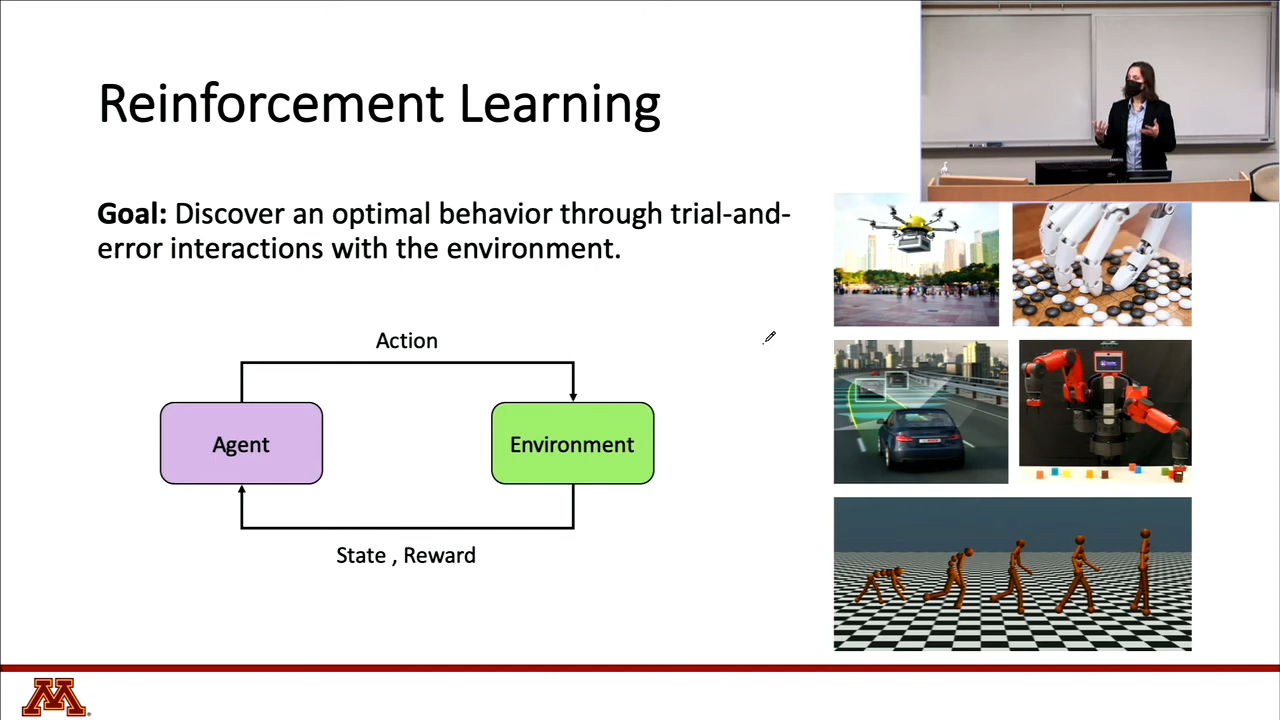 Reinforcement Learning
Goal: Discover an optimal behavior through trial-and-
error interactions with the environment.
Action
Agent
Environment
State , Reward
M